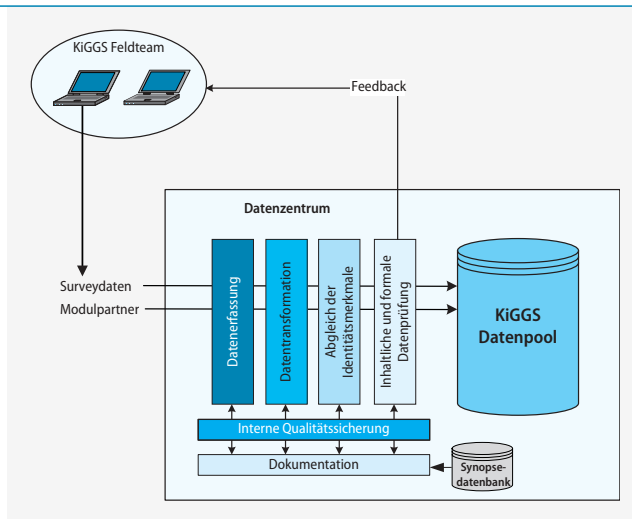 KiGGS Feldteam
Feedback
Datenzentrum
Surveydaten
Modulpartner
Datenerfassung
Datentransformation
Abgleich der
Identitätsmerkmale
Inhaltliche und formale
Datenprüfung
KiGGS
Datenpool
Interne Qualitätssicherung
Dokumentation
Synopse-
datenbank